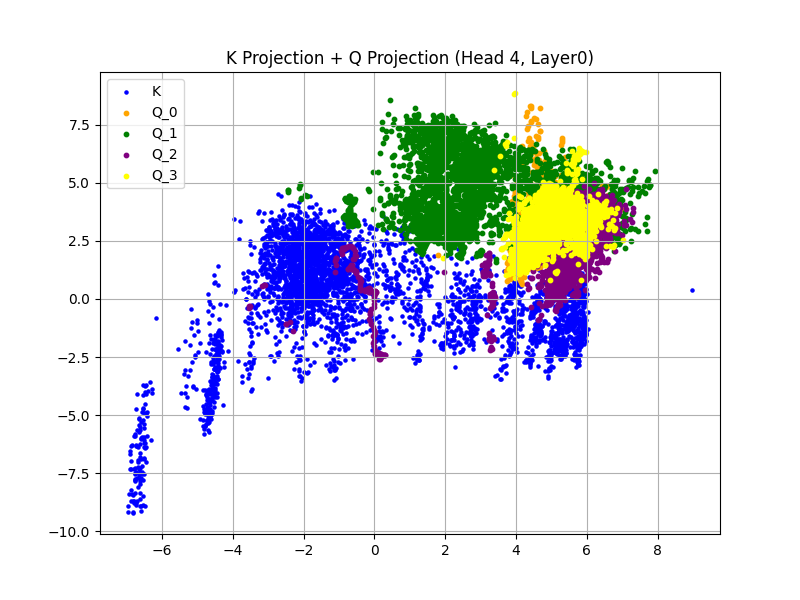 K Projection + Q Projection (Head 4, Layer0)
K
Q_0
Q_1
Q_2
Q_3
7.5
5.0
2.5
0.0
−2.5
−5.0
−7.5
−10.0
−6 −4 −2 0 2 4 6 8